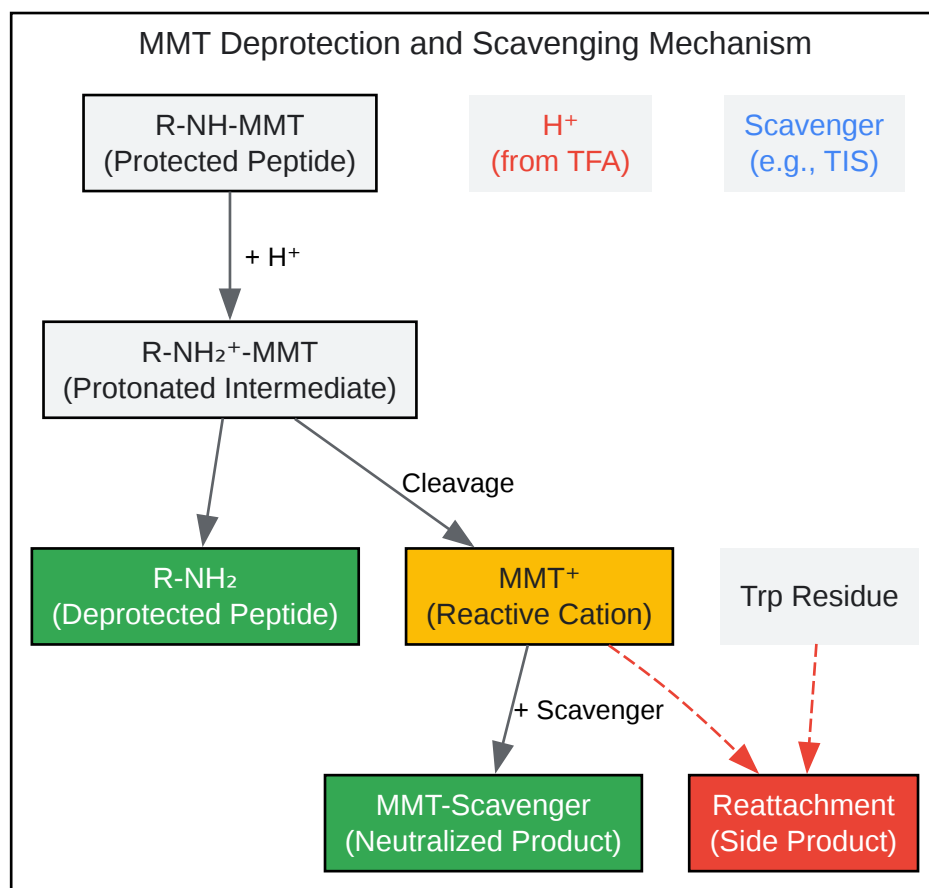 MMT Deprotection and Scavenging Mechanism
R-NH-MMT
(Protected Peptide)
H⁺
(from TFA)
Scavenger
(e.g., TIS)
+ H⁺
R-NH₂⁺-MMT
(Protonated Intermediate)
Cleavage
R-NH₂
(Deprotected Peptide)
MMT⁺
(Reactive Cation)
Trp Residue
+ Scavenger
MMT-Scavenger
(Neutralized Product)
Reattachment
(Side Product)